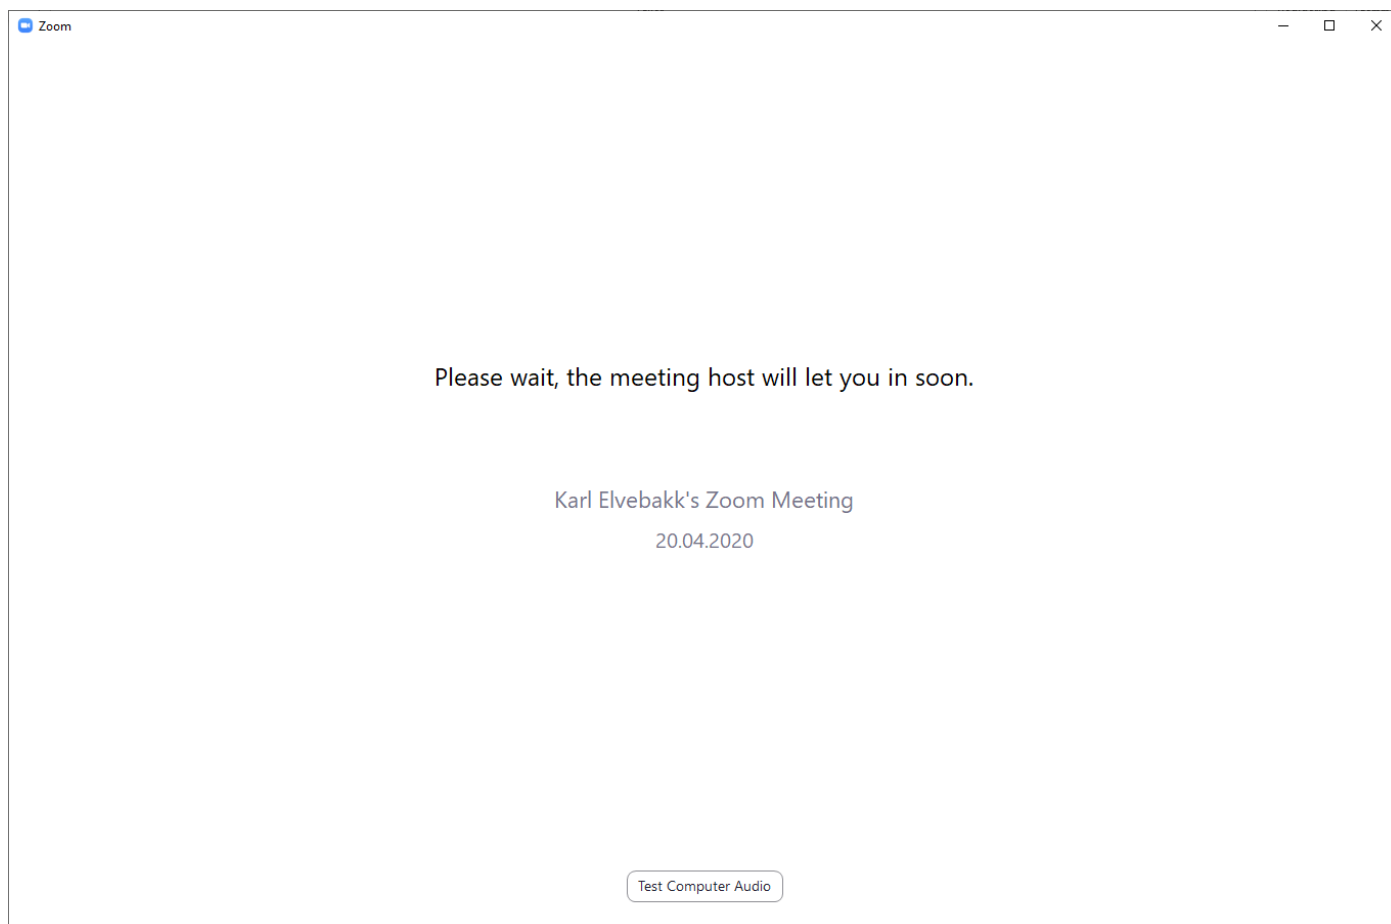 Zoom
Please wait, the meeting host will let you in soon.
Karl Elvebakk's Zoom Meeting
20.04.2020
Test Computer Audio